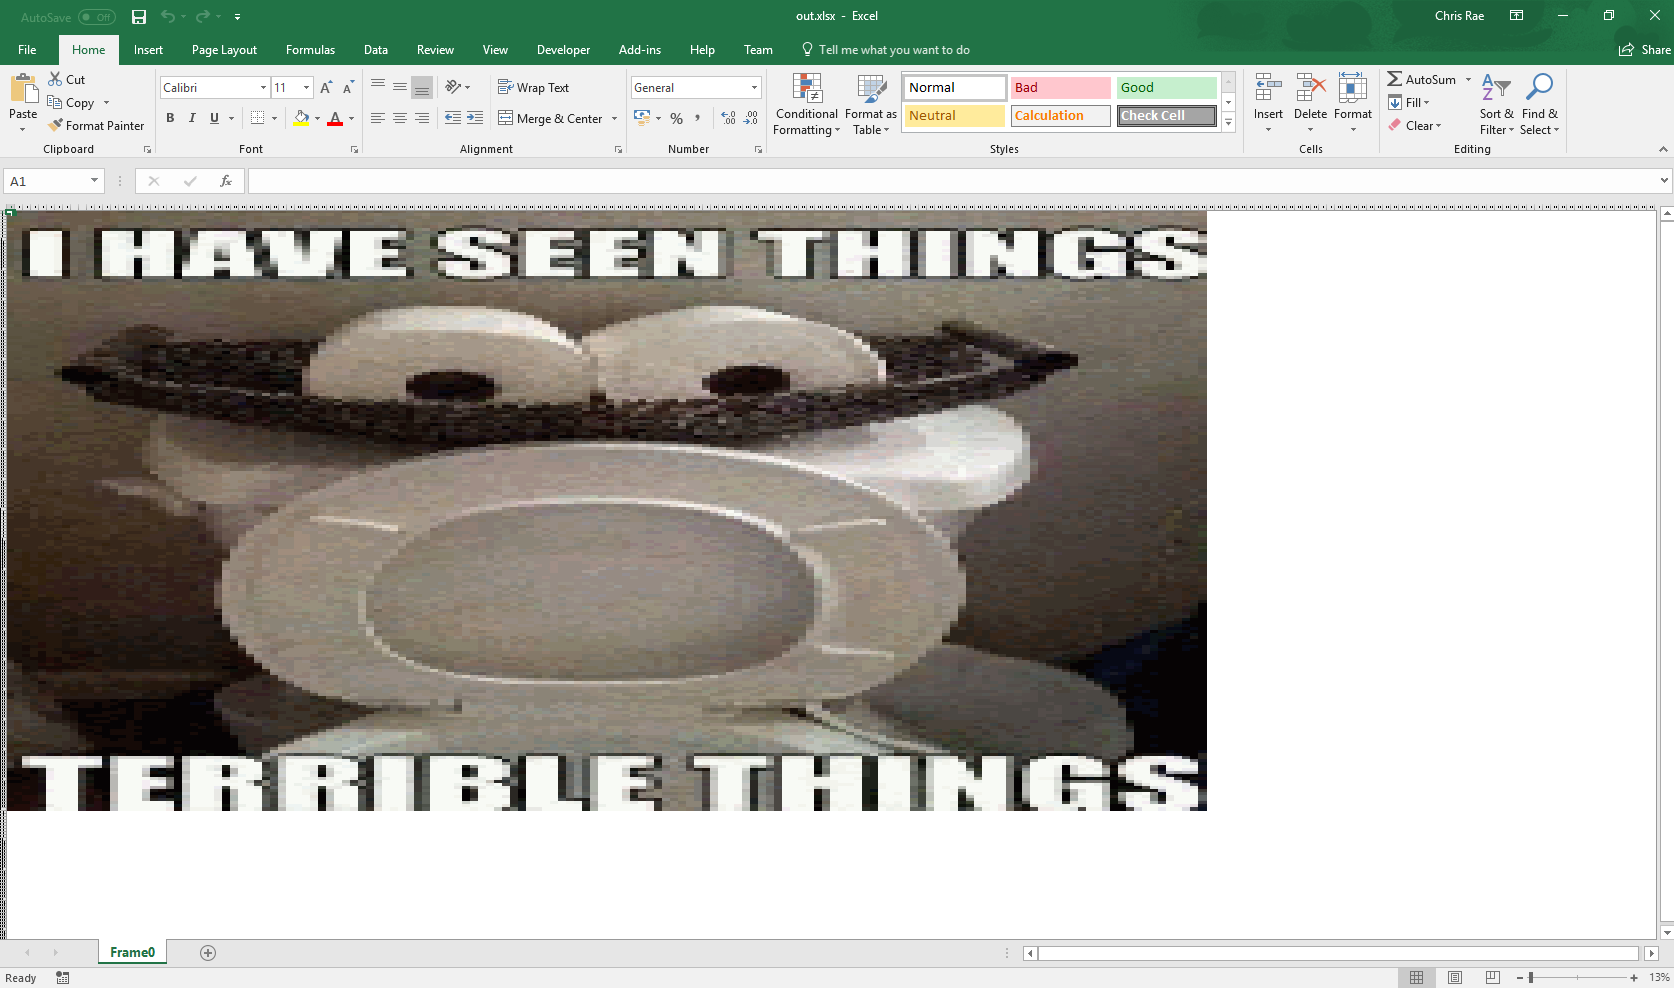 AutoSave Off
out.xlsx - Excel
Chris Rae
File Home Insert Page Layout Formulas Data Review View Developer Add-ins Help Team Tell me what you want to do Share
Paste
Cut
Copy
Format Painter
Clipboard
Calibri 11
B I U A
Font
Wrap Text
Merge & Center
Alignment
General
% ,
Number
Conditional Formatting
Format as Table
Normal Bad Good
Neutral Calculation Check Cell
Styles
Insert Delete Format
Cells
AutoSum
Fill
Clear
Sort & Filter
Find & Select
Editing
A1 fx
I HAVE SEEN THINGS
TERRIBLE THINGS
Frame0
Ready 13%